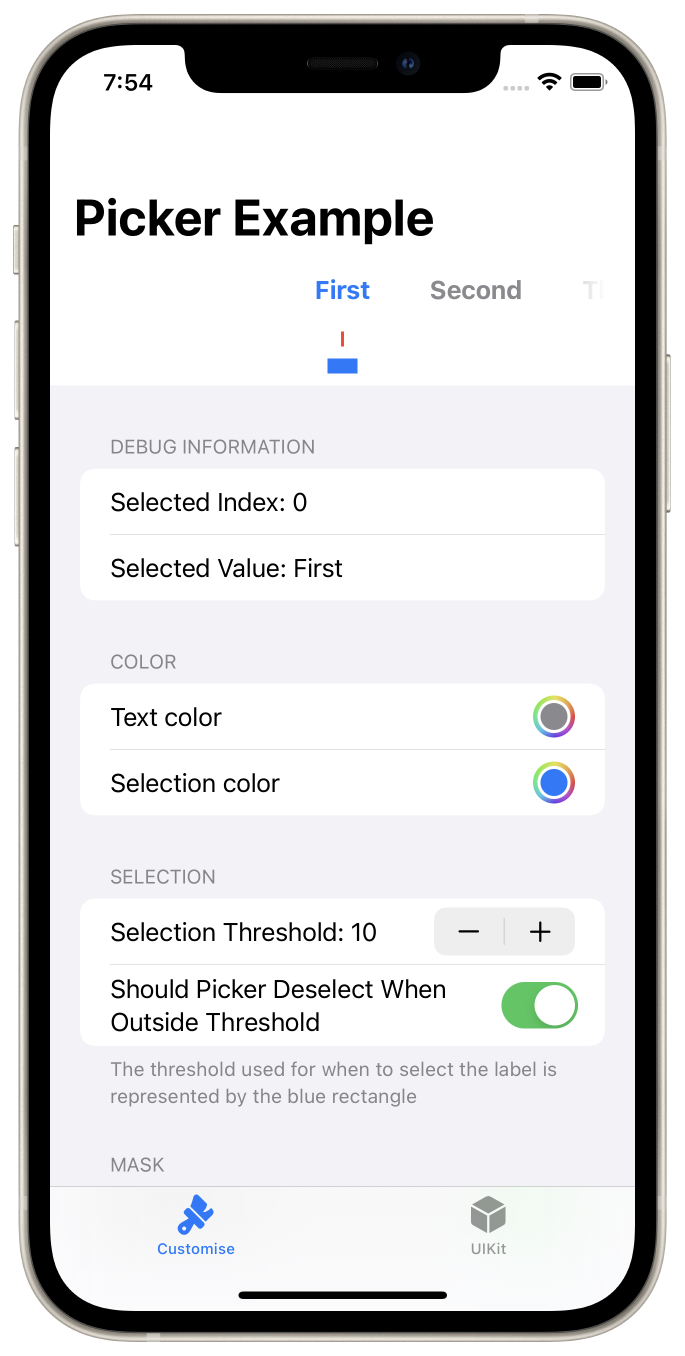 7:54
Picker Example
First Second
DEBUG INFORMATION
Selected Index: 0
Selected Value: First
COLOR
Text color
Selection color
SELECTION
Selection Threshold: 10
Should Picker Deselect When
Outside Threshold
The threshold used for when to select the label is
represented by the blue rectangle
MASK
Customise UIKit